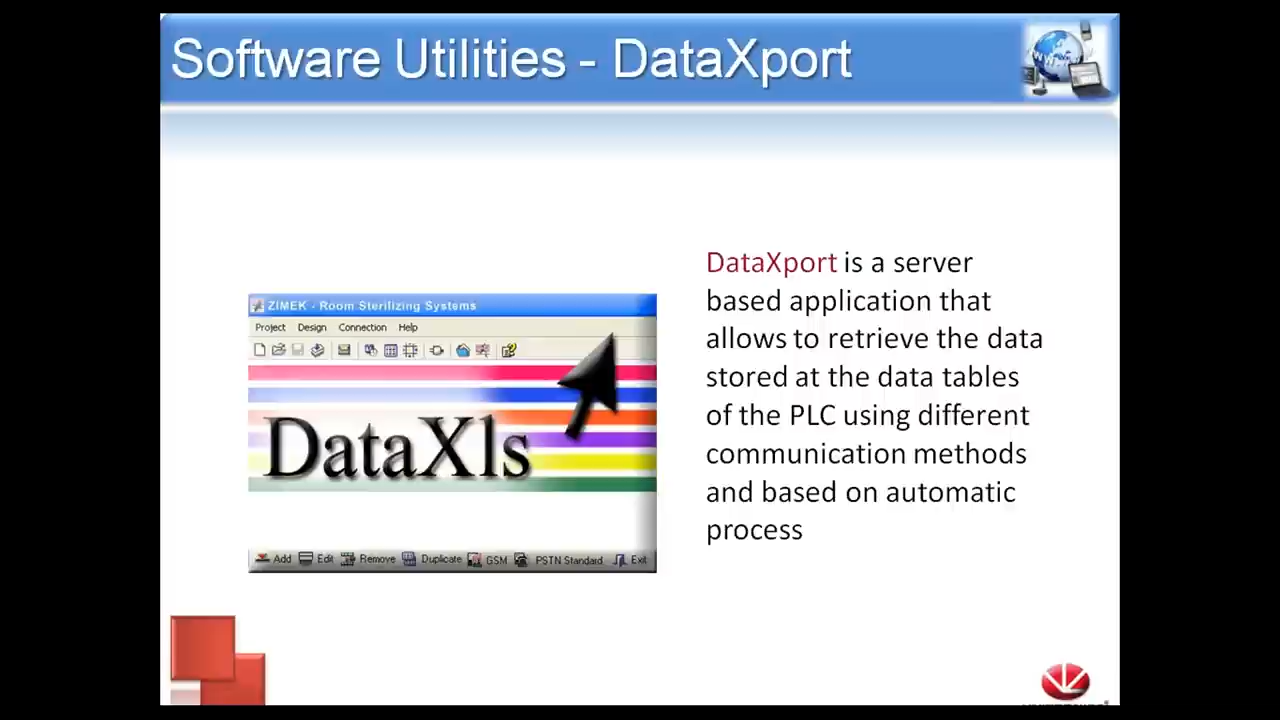 Software Utilities - DataXport
DataXport is a server
based application that
allows to retrieve the data
stored at the data tables
of the PLC using different
communication methods
and based on automatic
process
ZIMEK - Room Sterilizing Systems
Project Design Connection Help
DataXls
Add Edit Remove Duplicate GSM PSTN Standard Exit